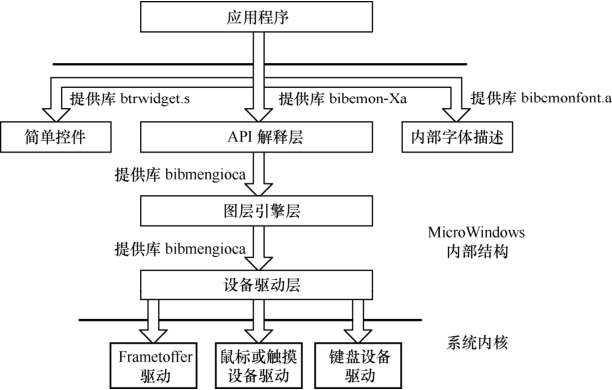 应用程序
提供库 btrwidget.s
提供库 bibemon-Xa
提供库 bibcmonfont.a
简单控件
API 解释层
内部字体描述
提供库 bibmengioca
图层引擎层
提供库 bibmengioca
MicroWindows
内部结构
设备驱动层
系统内核
Frametoffer
驱动
鼠标或触摸
设备驱动
键盘设备
驱动